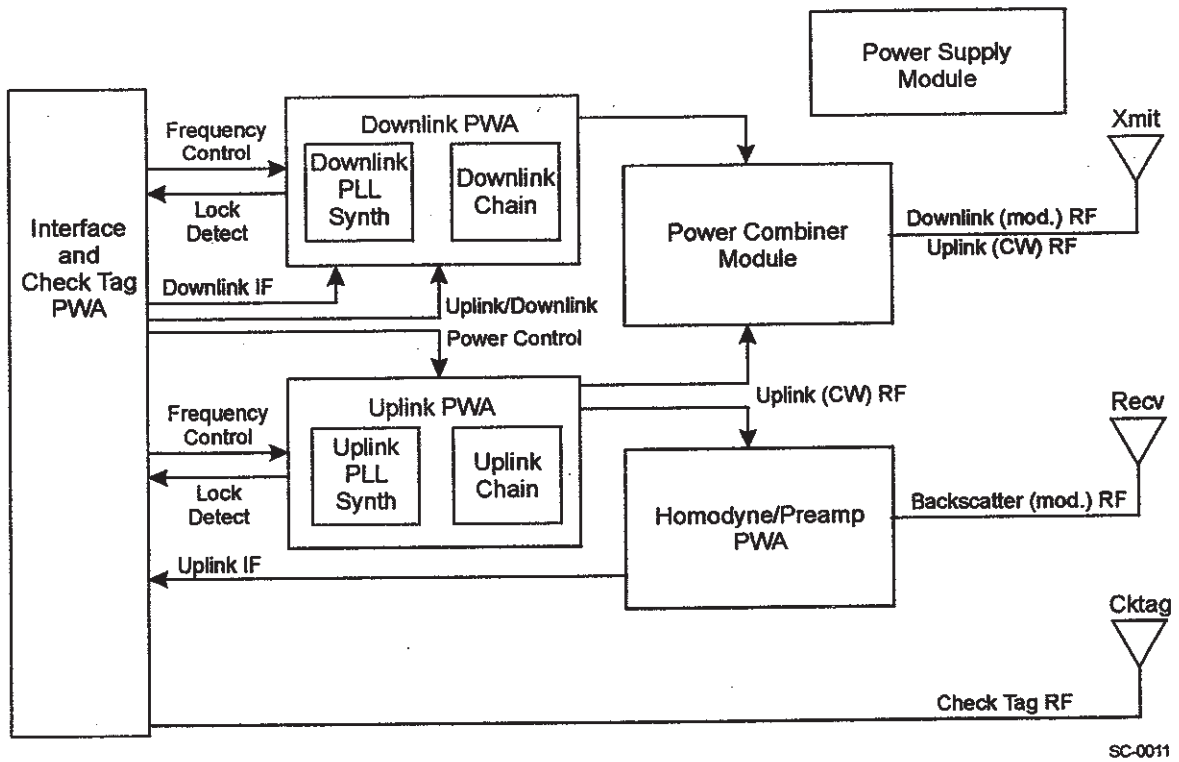 Power Supply
Module
Xmit
Downlink PWA
Frequency
Control
Downlink
PLL
Synth
Downlink
Chain
Lock
Detect
Interface
and
Check Tag
PWA
Power Combiner
Module
Downlink (mod.) RF
Uplink (CW) RF
Downlink IF
Uplink/Downlink
Power Control
Uplink (CW) RF
Uplink PWA
Frequency
Control
Uplink
PLL
Synth
Uplink
Chain
Lock
Detect
Recv
Homodyne/Preamp
PWA
Backscatter (mod.) RF
Uplink IF
Cktag
Check Tag RF
SC-0011